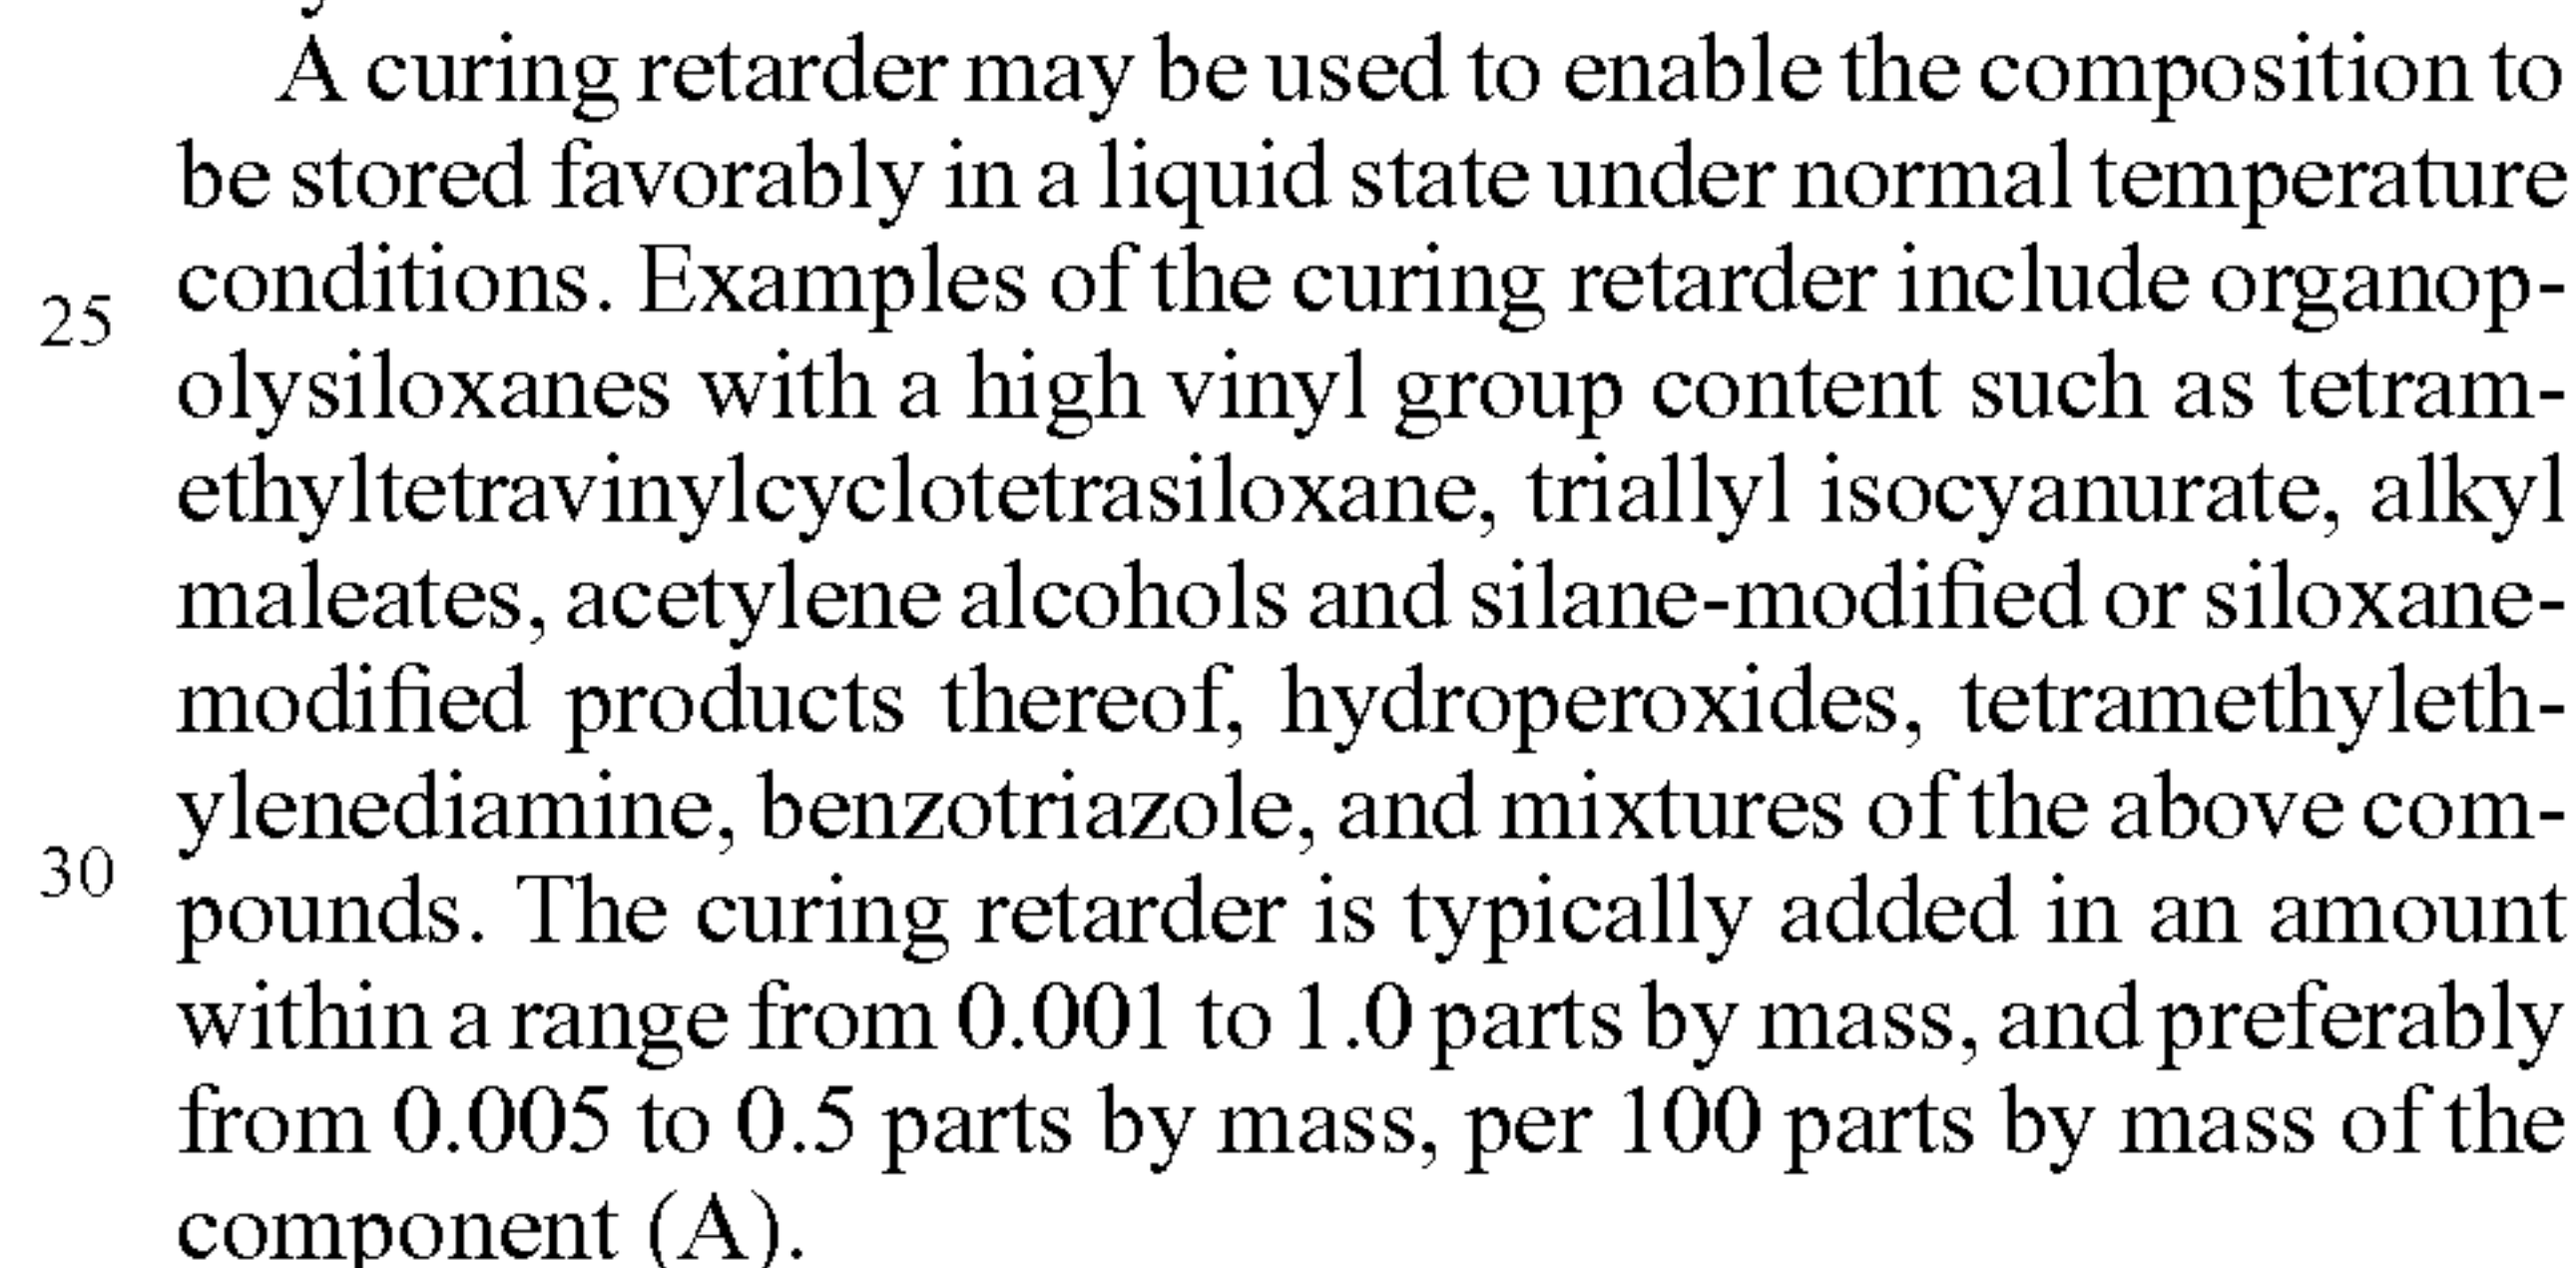 A curing retarder may be used to enable the composition to
be stored favorably in a liquid state under normal temperature
25 conditions. Examples of the curing retarder include organop-
olysiloxanes with a high vinyl group content such as tetram-
ethyltetravinylcyclotetrasiloxane, triallyl isocyanurate, alkyl
maleates, acetylene alcohols and silane-modified or siloxane-
modified products thereof, hydroperoxides, tetramethyleth-
ylenediamine, benzotriazole, and mixtures of the above com-
30 pounds. The curing retarder is typically added in an amount
within a range from 0.001 to 1.0 parts by mass, and preferably
from 0.005 to 0.5 parts by mass, per 100 parts by mass of the
component (A).